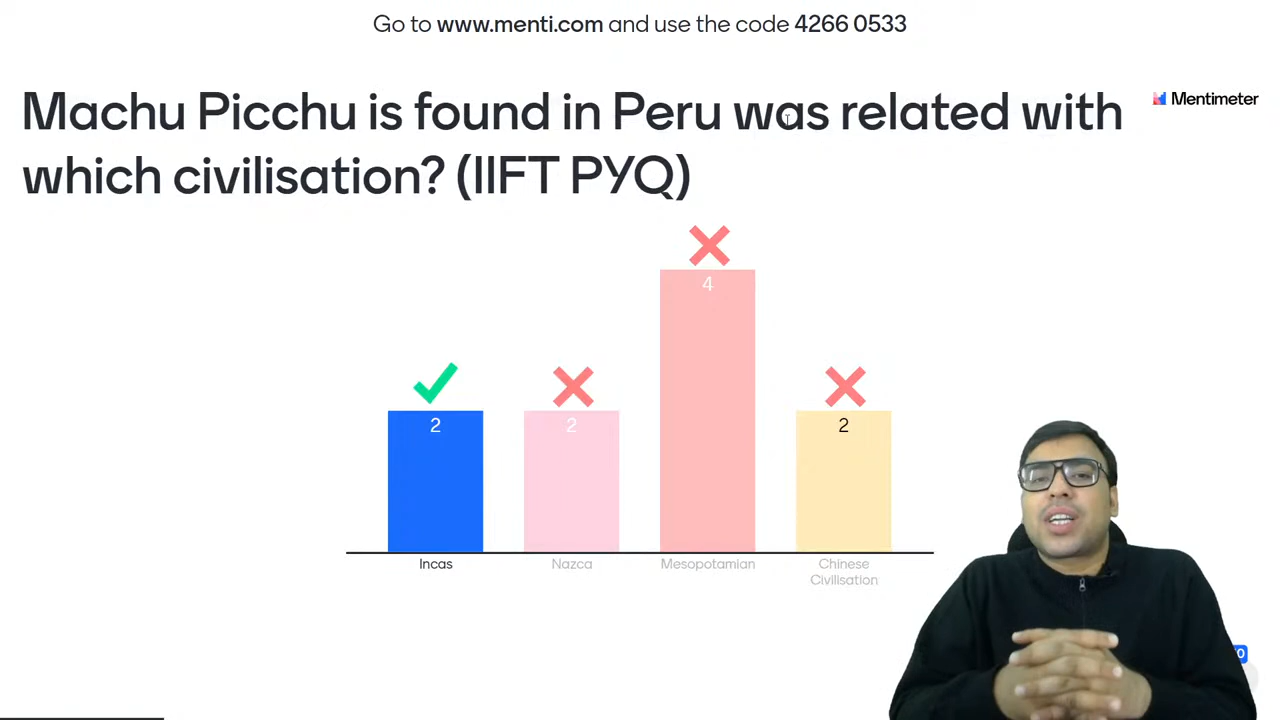 Go to www.menti.com and use the code 4266 0533
Machu Picchu is found in Peru was related with
which civilisation? (IIFT PYQ)
Mentimeter
4
2
2
2
Incas
Nazca
Mesopotamian
Chinese
Civilisation